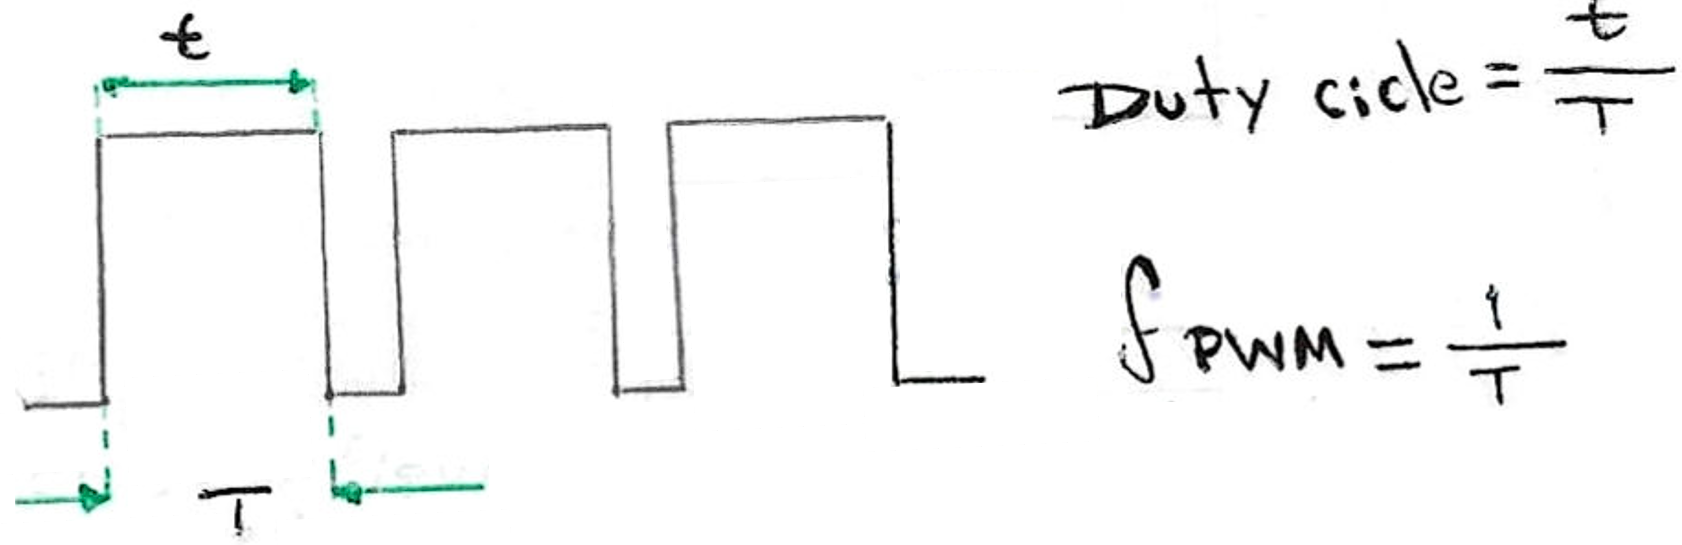 t
Duty cicle = t/T
f PWM = 1/T
T